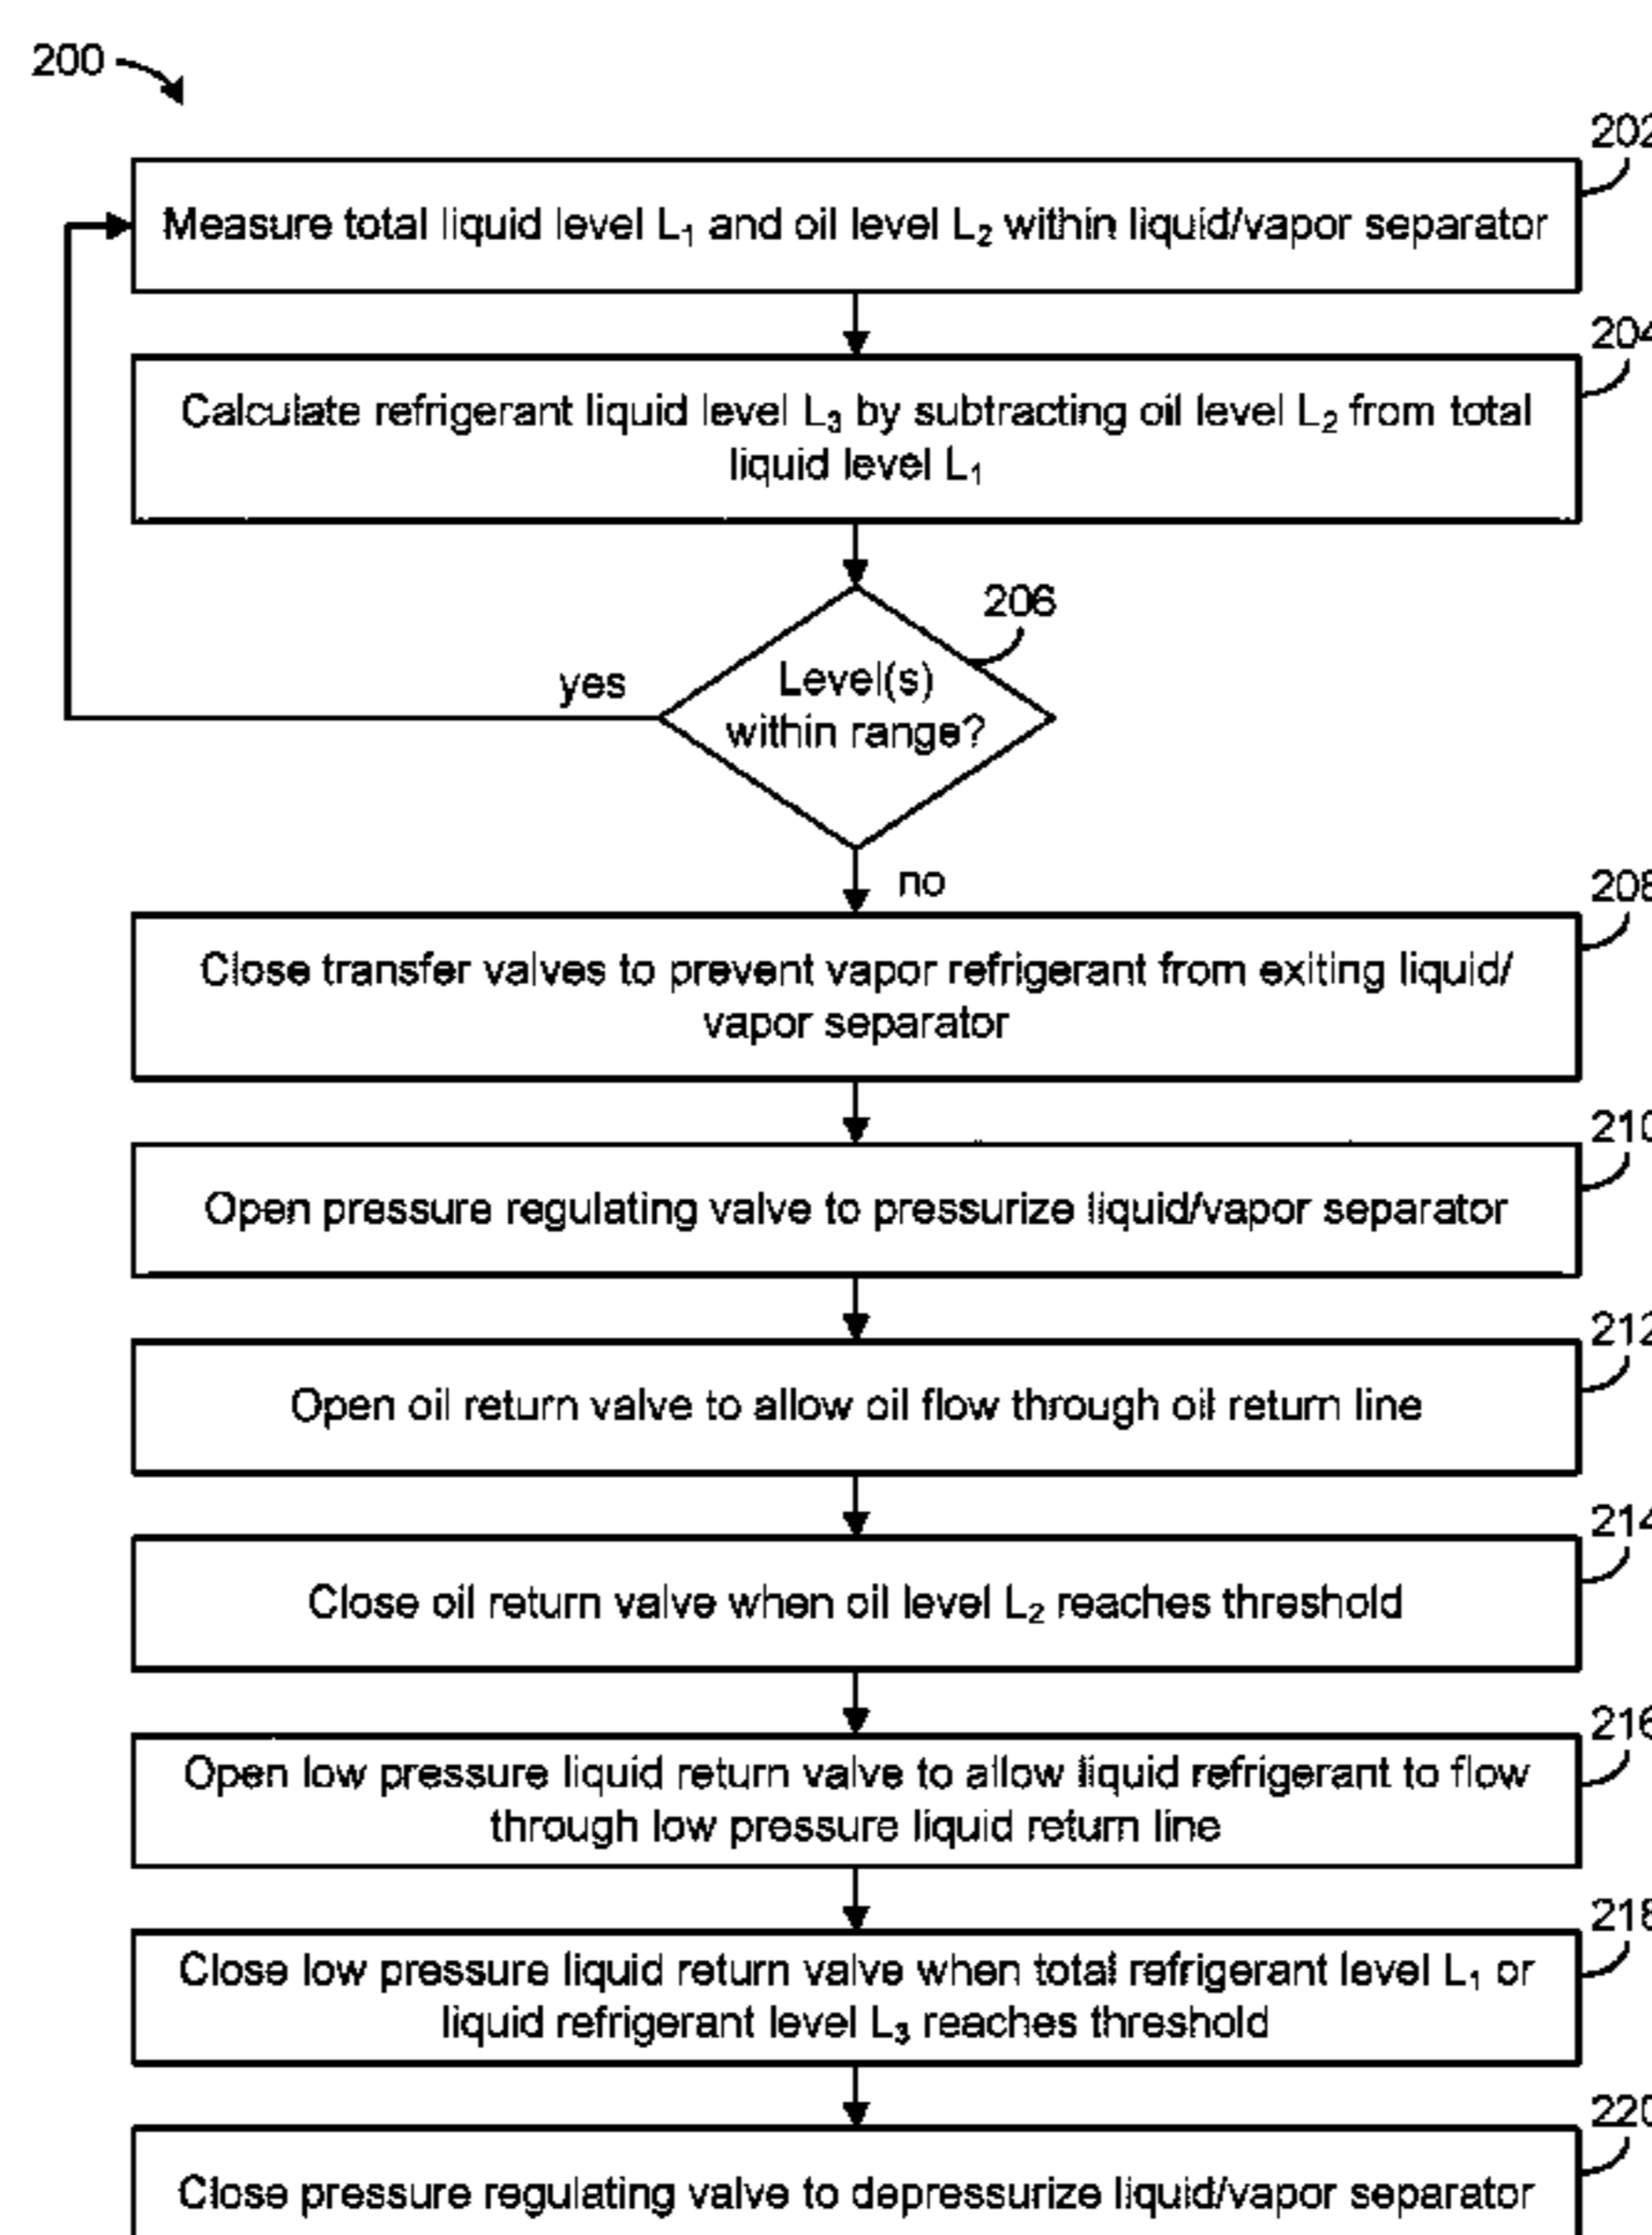 200
202
Measure total liquid level L₁ and oil level L₂ within liquid/vapor separator
204
Calculate refrigerant liquid level L₃ by subtracting oil level L₂ from total
liquid level L₁
206
Level(s)
within range?
yes
no
208
Close transfer valves to prevent vapor refrigerant from exiting liquid/
vapor separator
210
Open pressure regulating valve to pressurize liquid/vapor separator
212
Open oil return valve to allow oil flow through oil return line
214
Close oil return valve when oil level L₂ reaches threshold
216
Open low pressure liquid return valve to allow liquid refrigerant to flow
through low pressure liquid return line
218
Close low pressure liquid return valve when total refrigerant level L₁ or
liquid refrigerant level L₃ reaches threshold
220
Close pressure regulating valve to depressurize liquid/vapor separator